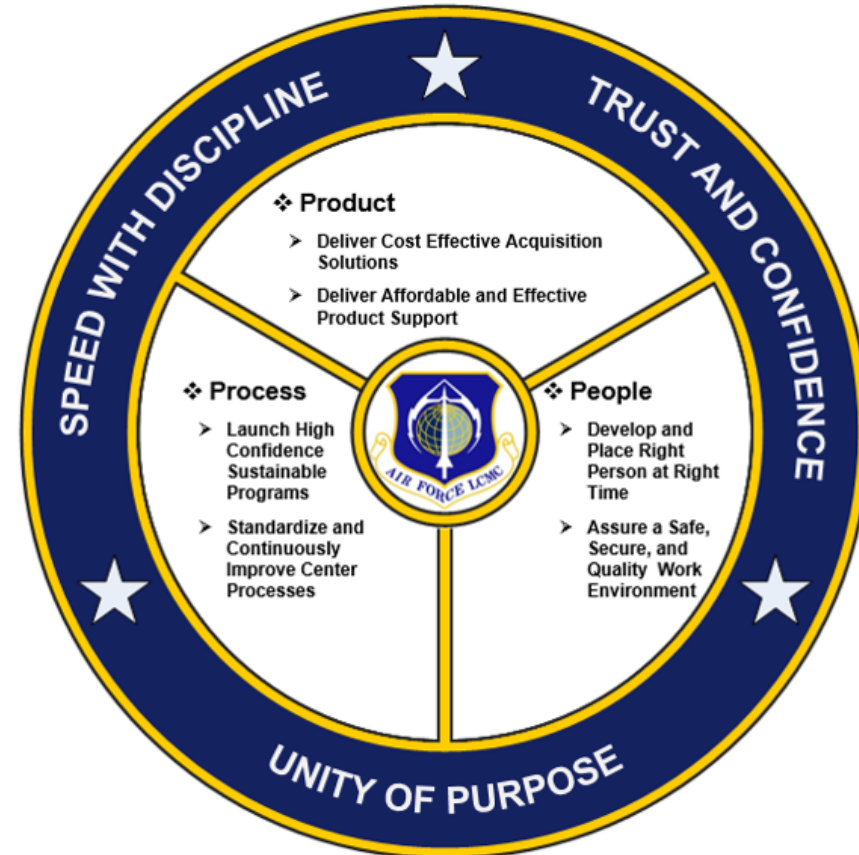 SPEED WITH DISCIPLINE
TRUST AND CONFIDENCE
❖ Product
➢ Deliver Cost Effective Acquisition
Solutions
➢ Deliver Affordable and Effective
Product Support
❖ Process
➢ Launch High
Confidence
Sustainable
Programs
➢ Standardize and
Continuously
Improve Center
Processes
❖ People
➢ Develop and
Place Right
Person at Right
Time
➢ Assure a Safe,
Secure, and
Quality Work
Environment
AIR FORCE LCMC
UNITY OF PURPOSE